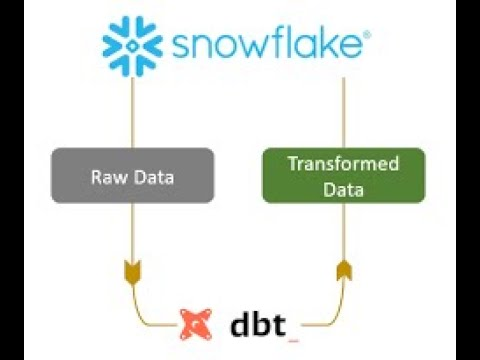 snowflake®
Raw Data
Transformed
Data
dbt_